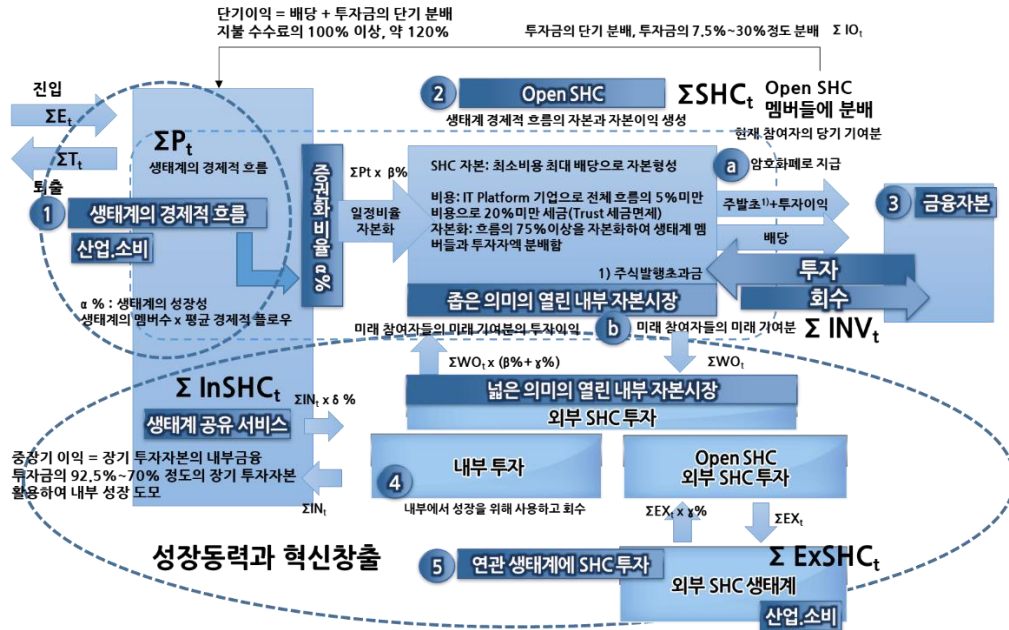 단기이익 = 배당 + 투자금의 단기 분배
지불 수수료의 100% 이상, 약 120%
투자금의 단기 분배, 투자금의 7.5%~30%정도 분배
Σ IOt
진입
ΣEt
ΣTt
퇴출
ΣPt
생태계의 경제적 흐름
1
생태계의 경제적 흐름
산업.소비
α % : 생태계의 성장성
생태계의 멤버수 x 평균 경제적 플로우
증권화비율 α%
ΣPt x β%
일정비율
자본화
2
Open SHC
ΣSHCt
생태계 경제적 흐름의 자본과 자본이익 생성
Open SHC
멤버들에 분배
현재 참여자의 당기 기여분
SHC 자본: 최소비용 최대 배당으로 자본형성
비용: IT Platform 기업으로 전체 흐름의 5%미만
비용으로 20%미만 세금(Trust 세금면제)
자본화: 흐름의 75%이상을 자본화하여 생태계 멤
버들과 투자자엑 분배함
1) 주식발행초과금
좁은 의미의 열린 내부 자본시장
a
암호화폐로 지급
주발초1)+투자이익
배당
3
금융자본
투자
회수
Σ INVt
미래 참여자들의 미래 기여분의 투자이익
b
미래 참여자들의 미래 기여분
ΣWOt x (β%+ɣ%)
ΣWOt
넓은 의미의 열린 내부 자본시장
외부 SHC 투자
Σ InSHCt
생태계 공유 서비스
ΣINt x δ %
중장기 이익 = 장기 투자자본의 내부금융
투자금의 92.5%~70% 정도의 장기 투자자본
활용하여 내부 성장 도모
ΣINt
내부 투자
4
내부에서 성장을 위해 사용하고 회수
Open SHC
외부 SHC 투자
ΣEXt x ɣ%
ΣEXt
성장동력과 혁신창출
5
연관 생태계에 SHC 투자
Σ ExSHCt
외부 SHC 생태계
산업.소비